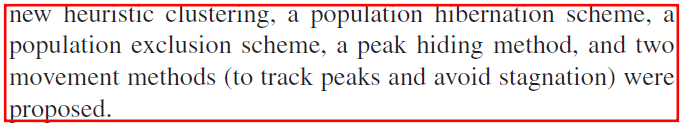 new heuristic clustering, a population hibernation scheme, a
population exclusion scheme, a peak hiding method, and two
movement methods (to track peaks and avoid stagnation) were
proposed.